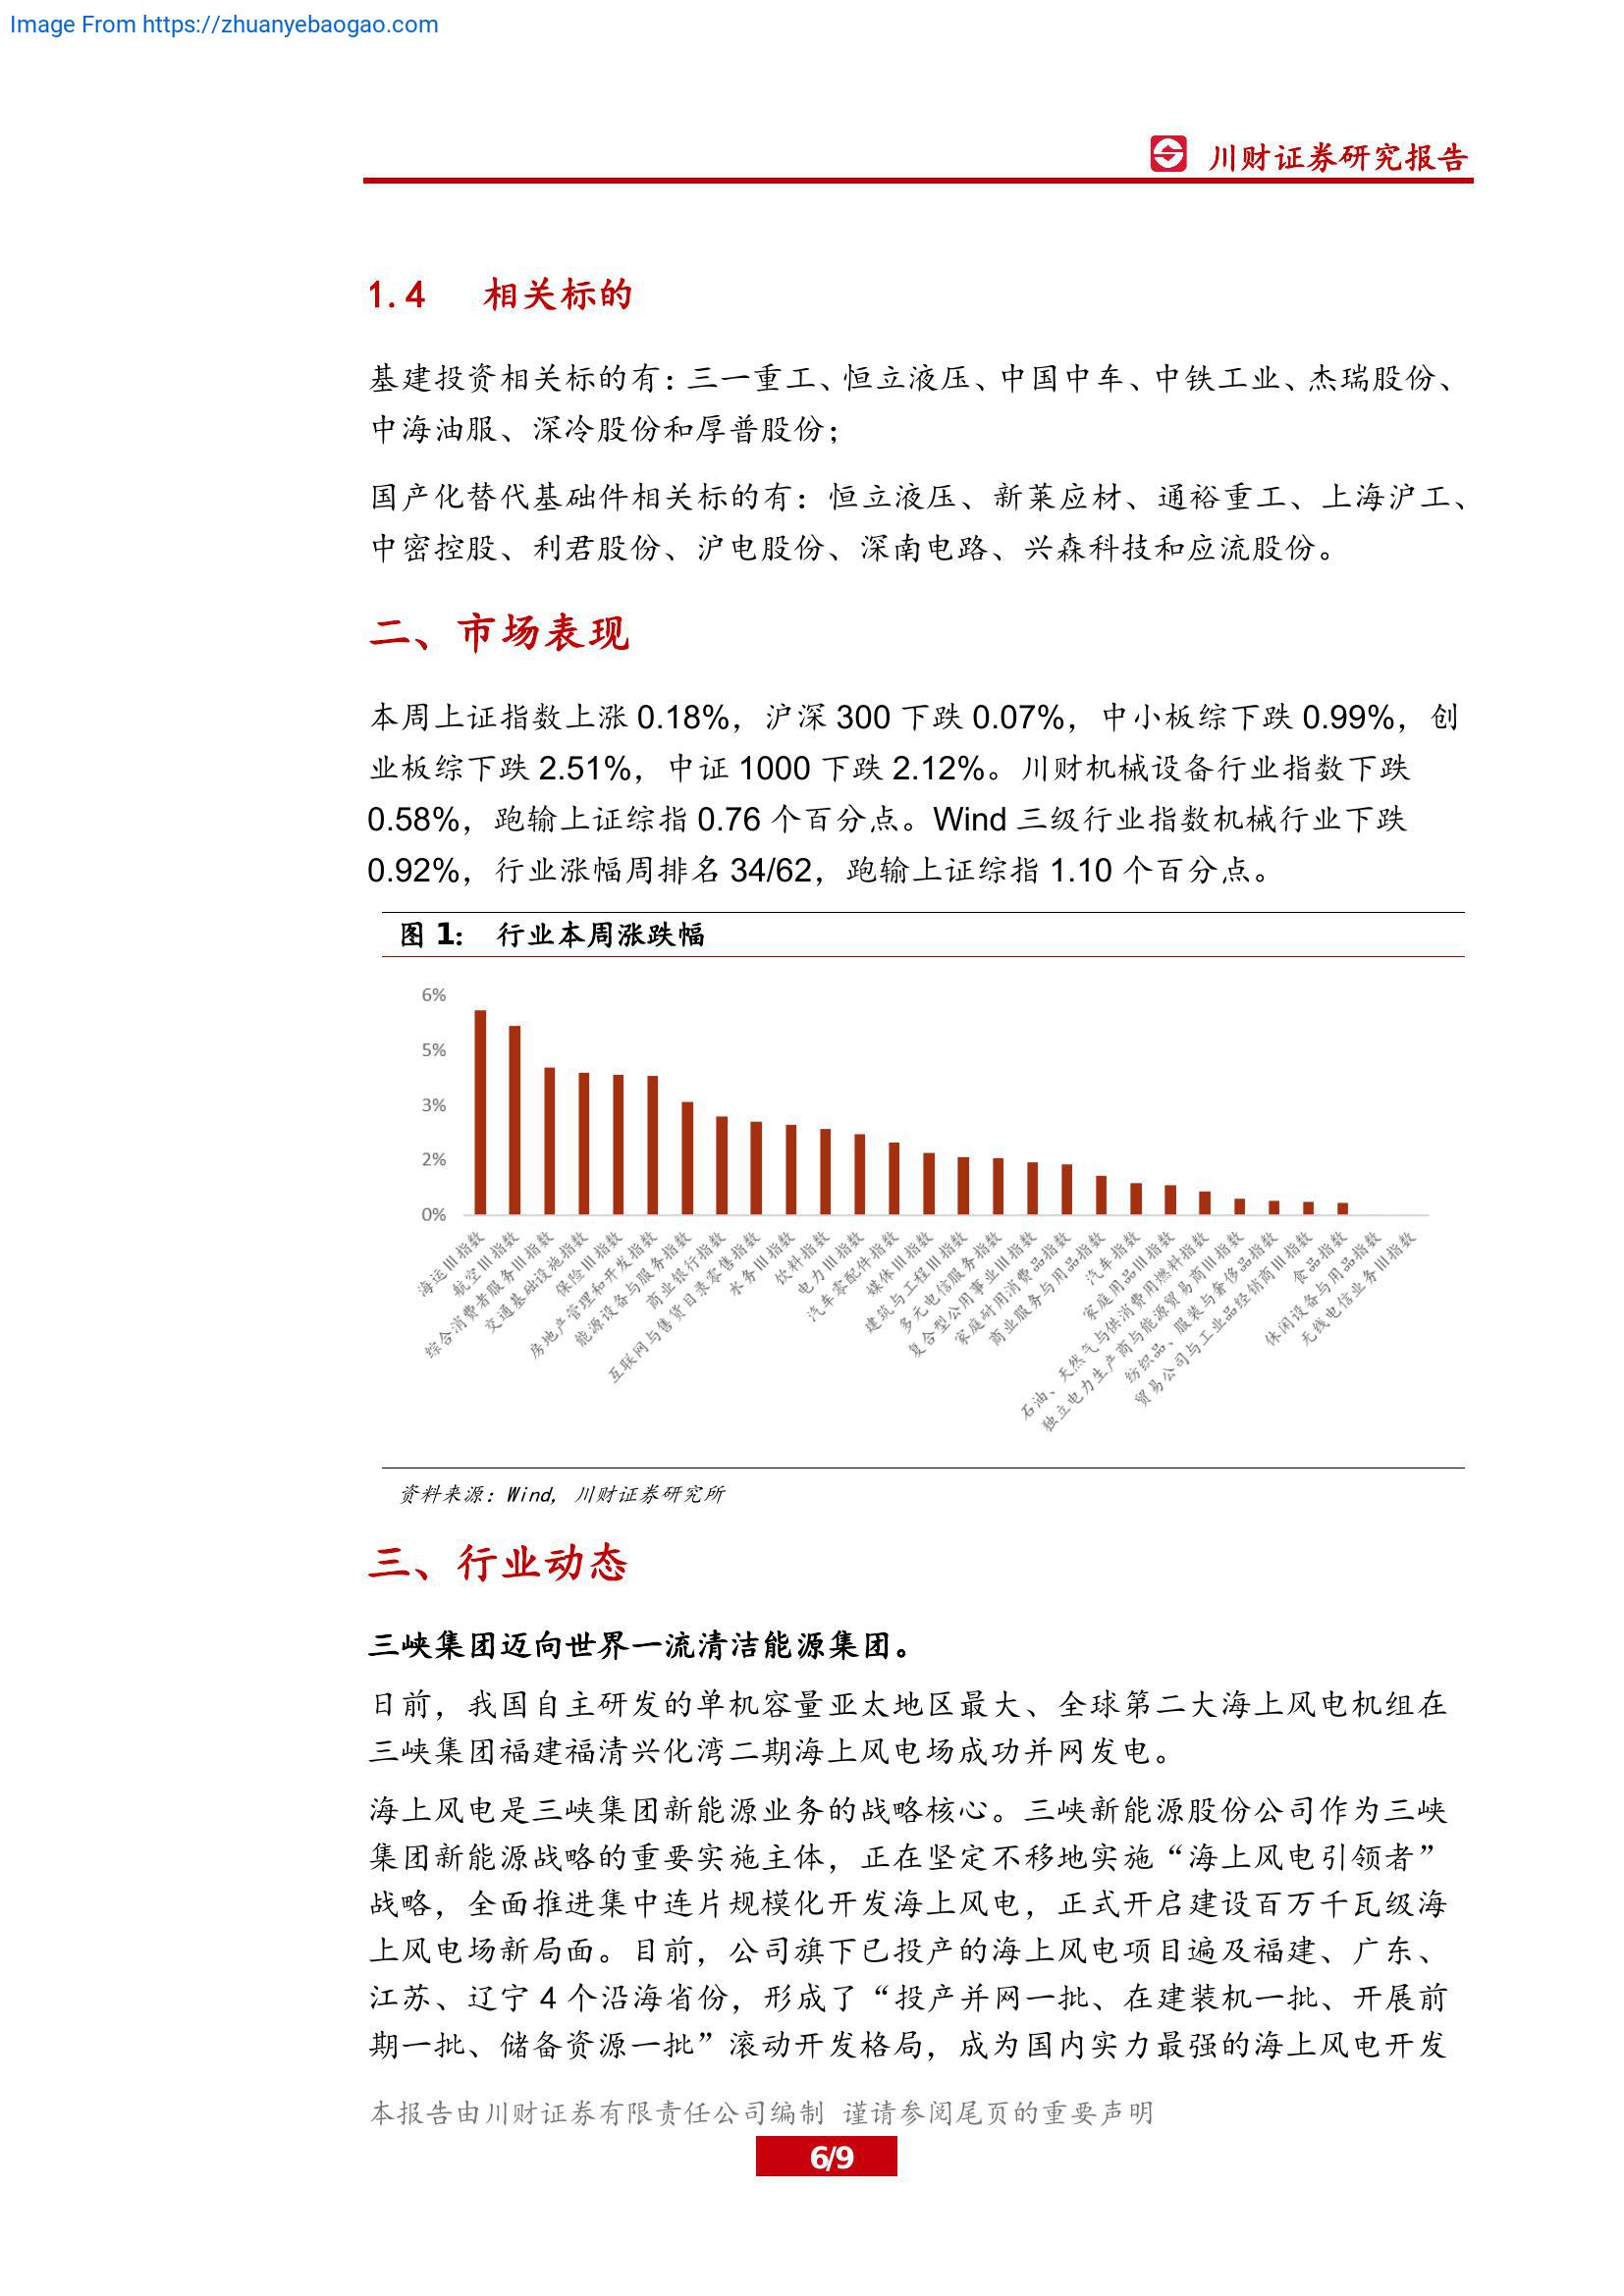 Image From https://zhuanyebaogao.com
川财证券研究报告
1.4 相关标的
基建投资相关标的有：三一重工、恒立液压、中国中车、中铁工业、杰瑞股份、
中海油服、深冷股份和厚普股份；
国产化替代基础件相关标的有：恒立液压、新莱应材、通裕重工、上海沪工、
中密控股、利君股份、沪电股份、深南电路、兴森科技和应流股份。
二、市场表现
本周上证指数上涨 0.18%，沪深 300 下跌 0.07%，中小板综下跌 0.99%，创
业板综下跌 2.51%，中证 1000 下跌 2.12%。川财机械设备行业指数下跌
0.58%，跑输上证综指 0.76 个百分点。Wind 三级行业指数机械行业下跌
0.92%，行业涨幅周排名 34/62，跑输上证综指 1.10 个百分点。
图 1： 行业本周涨跌幅
6%
5%
3%
2%
0%
海运Ⅲ指数
航空Ⅲ指数
综合消费者服务Ⅲ指数
交通基础设施指数
保险Ⅲ指数
房地产管理和开发指数
能源设备与服务指数
商业银行指数
互联网与售货目录零售指数
水务Ⅲ指数
饮料指数
电力Ⅲ指数
汽车零配件指数
媒体Ⅲ指数
建筑与工程Ⅲ指数
多元电信服务指数
复合型公用事业Ⅲ指数
家庭耐用消费品指数
商业服务与用品指数
汽车指数
家庭用品Ⅲ指数
石油、天然气与供消费用燃料指数
独立电力生产商与能源贸易商Ⅲ指数
纺织品、服装与奢侈品指数
贸易公司与工业品经销商Ⅲ指数
食品指数
休闲设备与用品指数
无线电信业务Ⅲ指数
资料来源：Wind, 川财证券研究所
三、行业动态
三峡集团迈向世界一流清洁能源集团。
日前，我国自主研发的单机容量亚太地区最大、全球第二大海上风电机组在
三峡集团福建福清兴化湾二期海上风电场成功并网发电。
海上风电是三峡集团新能源业务的战略核心。三峡新能源股份公司作为三峡
集团新能源战略的重要实施主体，正在坚定不移地实施“海上风电引领者”
战略，全面推进集中连片规模化开发海上风电，正式开启建设百万千瓦级海
上风电场新局面。目前，公司旗下已投产的海上风电项目遍及福建、广东、
江苏、辽宁 4 个沿海省份，形成了“投产并网一批、在建装机一批、开展前
期一批、储备资源一批”滚动开发格局，成为国内实力最强的海上风电开发
本报告由川财证券有限责任公司编制 谨请参阅尾页的重要声明
6/9